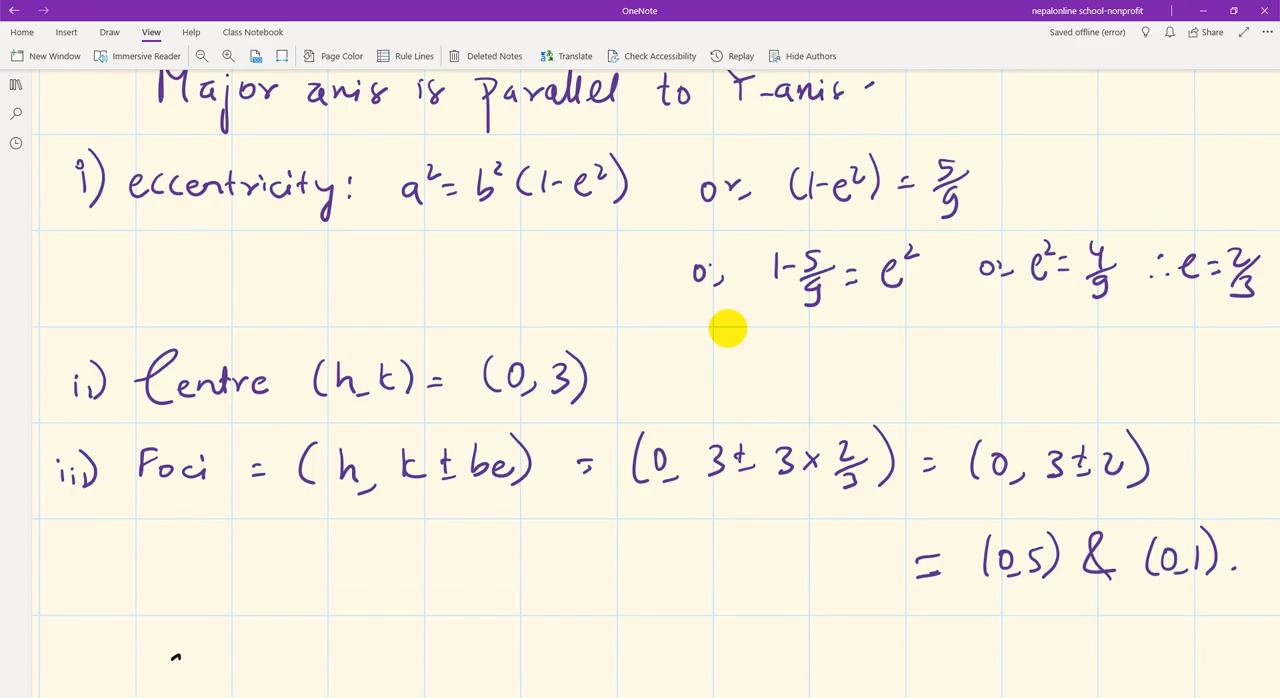 OneNote
nepalonline school-nonprofit
Home Insert Draw View Help Class Notebook
Saved offline (error) Share
New Window Immersive Reader Page Color Rule Lines Deleted Notes Translate Check Accessibility Replay Hide Authors
Major axis is parallel to Y-axis.
i) eccentricity: a² = b² (1-e²) or, (1-e²) = 5/9
or, 1-5/9 = e² or e² = 4/9 ∴ e = 2/3
ii) Centre (h, k) = (0, 3)
iii) Foci = (h, k ± be) = (0, 3 ± 3 × 2/3) = (0, 3 ± 2)
= (0,5) & (0,1).